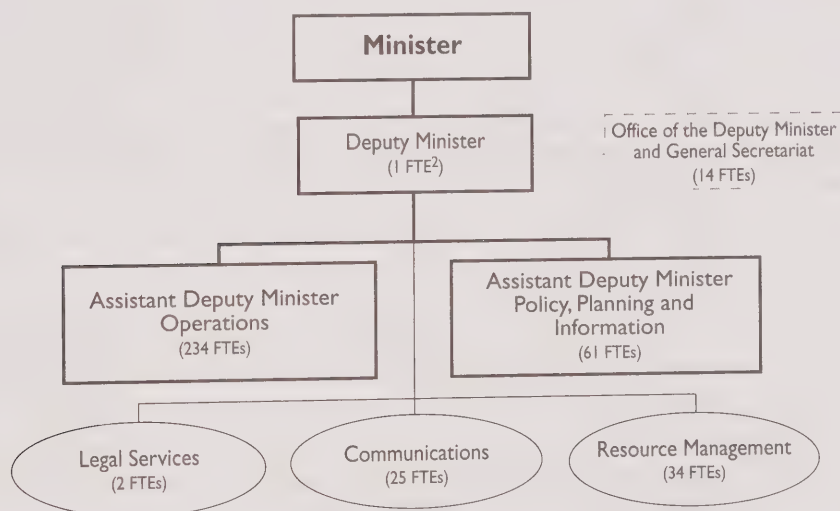 Minister
Deputy Minister
(1 FTE²)
Office of the Deputy Minister
and General Secretariat
(14 FTEs)
Assistant Deputy Minister
Operations
(234 FTEs)
Assistant Deputy Minister
Policy, Planning and
Information
(61 FTEs)
Legal Services
(2 FTEs)
Communications
(25 FTEs)
Resource Management
(34 FTEs)